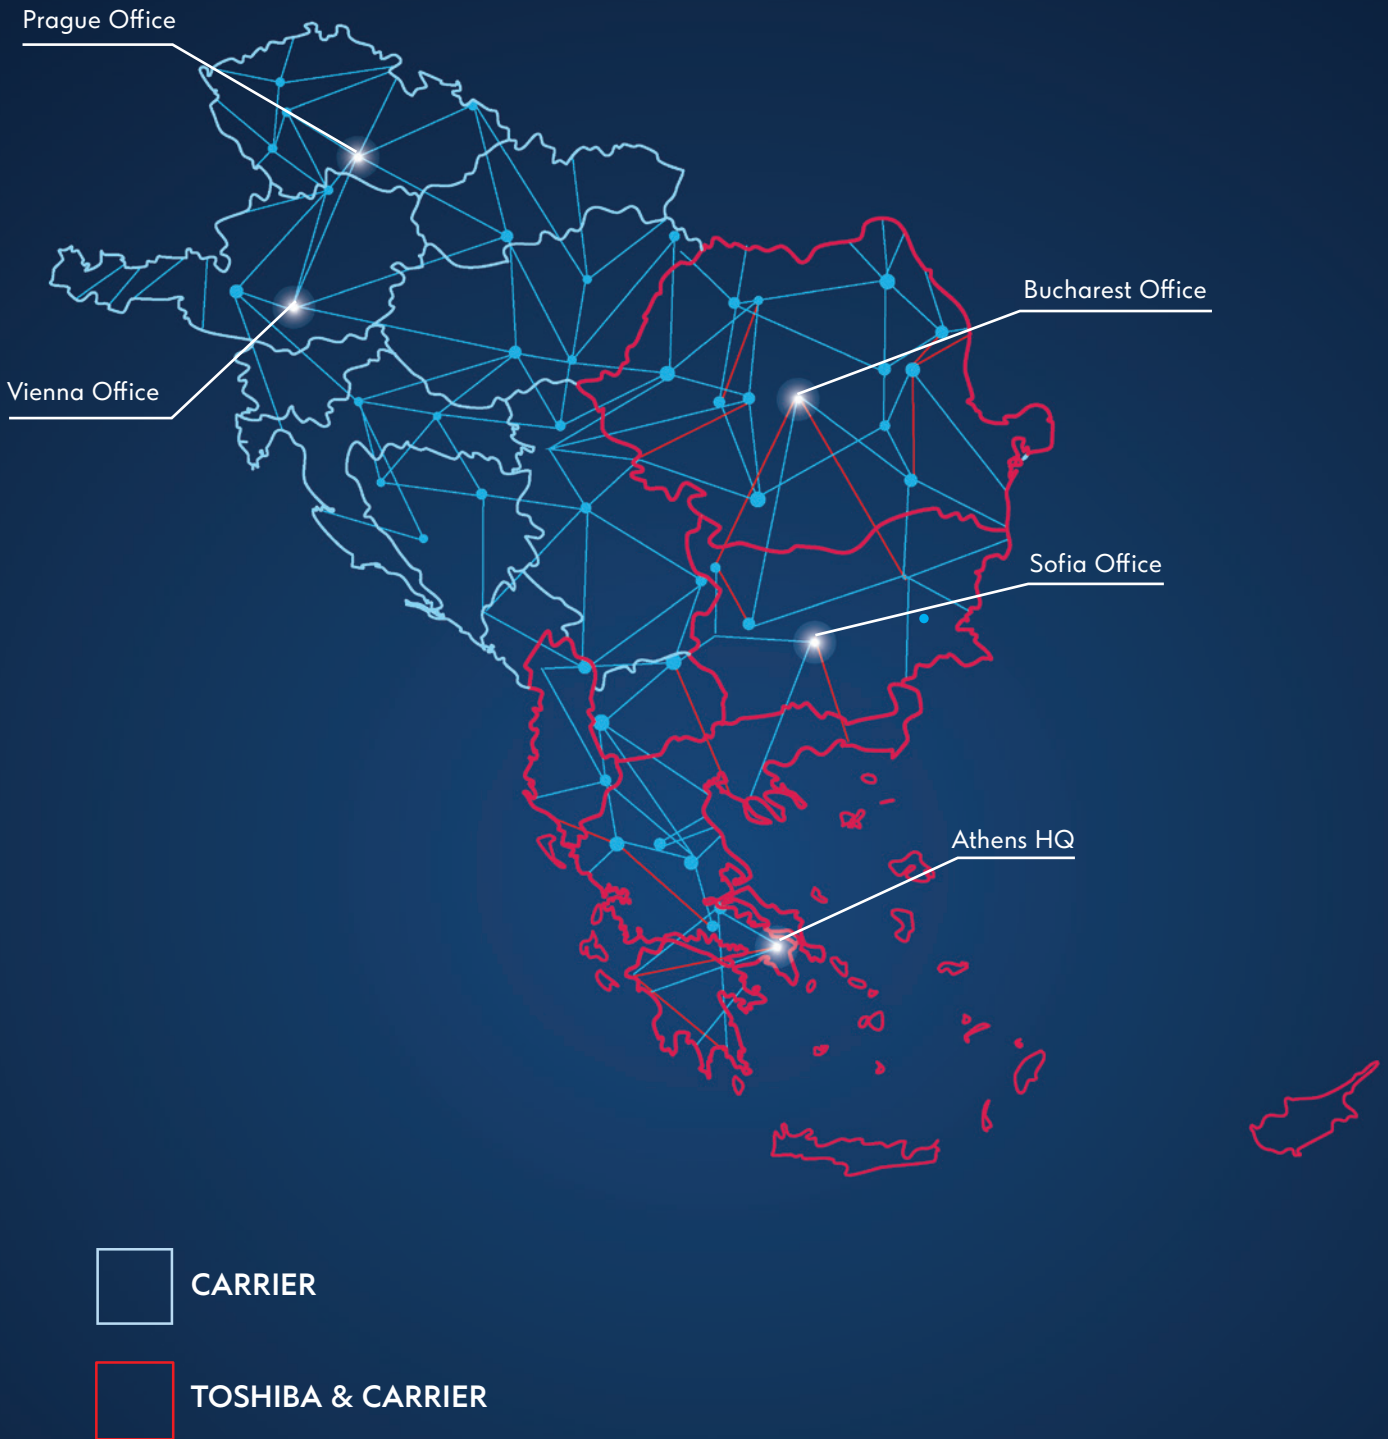 Prague Office
Bucharest Office
Vienna Office
Sofia Office
Athens HQ
CARRIER
TOSHIBA & CARRIER